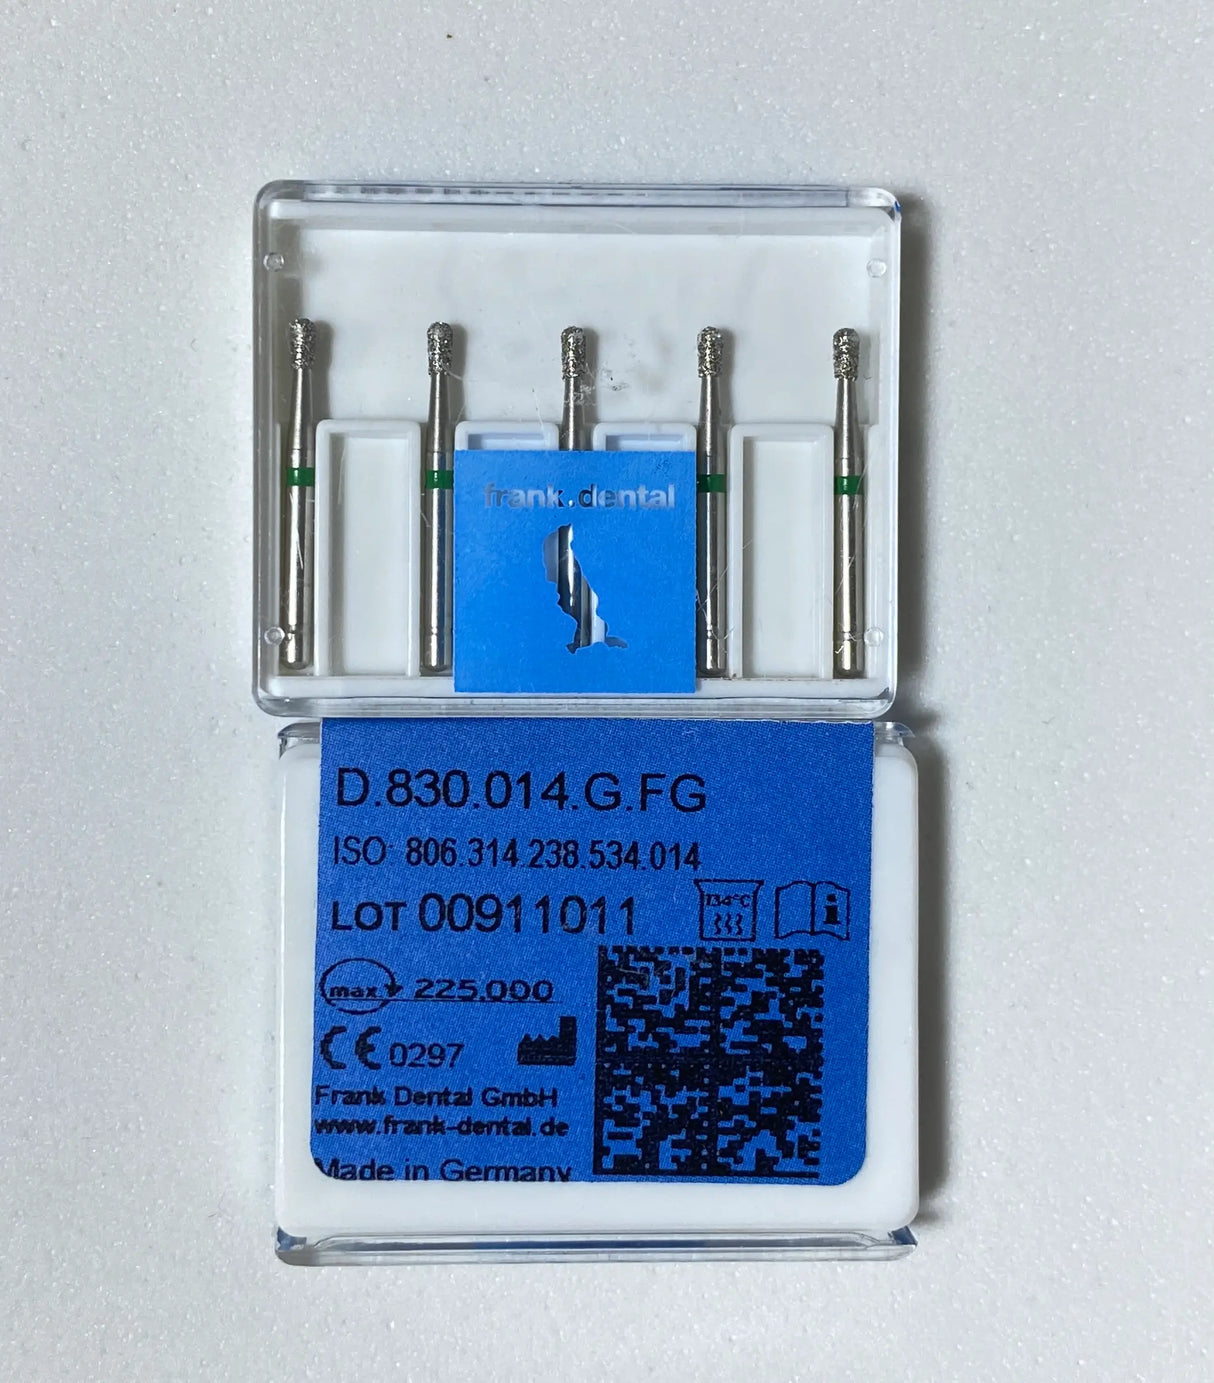 frank.dental
D.830.014.G.FG
ISO 806.314.238.534.014
LOT 00911011
134°C
i
max. 225.000
CE 0297
Frank Dental GmbH
www.frank-dental.de
Made in Germany